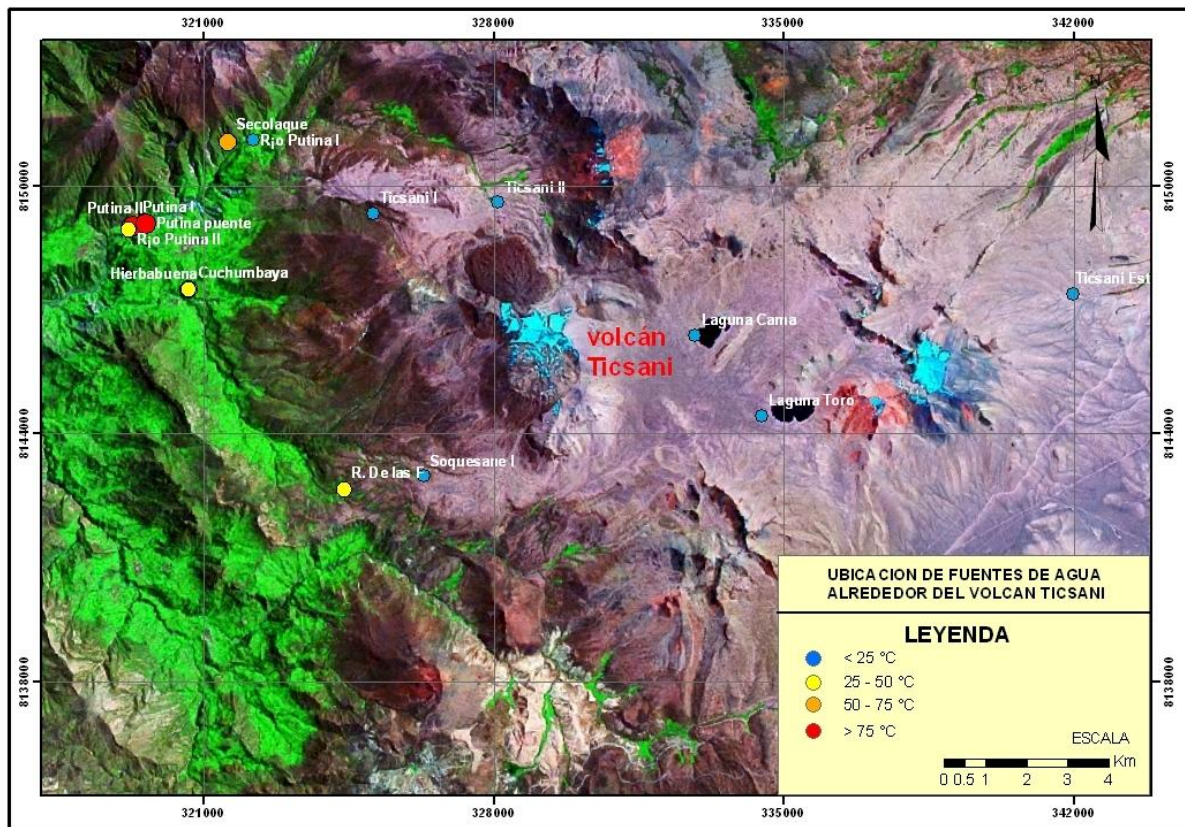 321000
328000
335000
342000
Secolaque
Rjo Putina I
8150000
8150000
Ticsani I
Ticsani II
Putina II
Putina I
Putina puente
Rjo Putina II
Hierbabuena
Cuchumbaya
Ticsani Est
Laguna Cama
volcán
Ticsani
Laguna Toro
8144000
8144000
Soquesane I
R. De las F
UBICACION DE FUENTES DE AGUA
ALREDEDOR DEL VOLCAN TICSANI
LEYENDA
< 25 °C
25 - 50 °C
50 - 75 °C
> 75 °C
8138000
8138000
ESCALA
Km
0 0.5 1 2 3 4
321000
328000
335000
342000